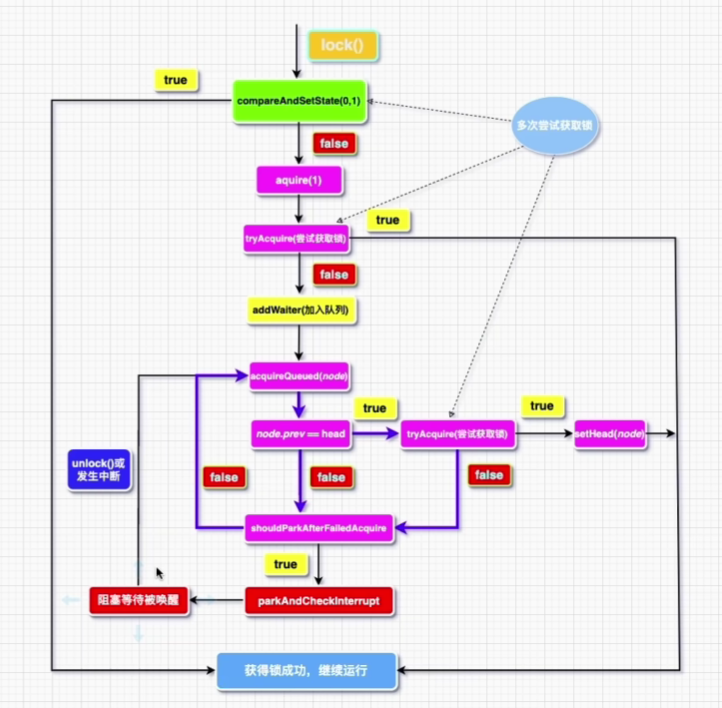 lock()
true
compareAndSetState(0,1)
多次尝试获取锁
false
aquire(1)
true
tryAcquire(尝试获取锁)
false
addWaiter(加入队列)
acquireQueued(node)
true
true
node.prev == head
tryAcquire(尝试获取锁)
setHead(node)
unlock()或
发生中断
false
false
false
shouldParkAfterFailedAcquire
true
阻塞等待被唤醒
parkAndCheckInterrupt
获得锁成功，继续运行